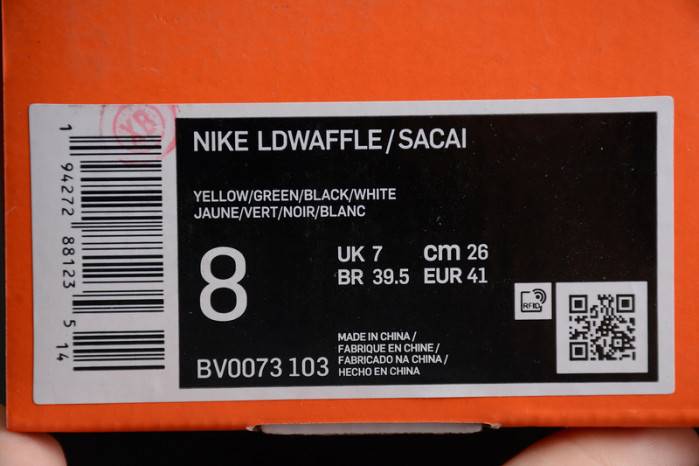 NIKE LDWAFFLE/SACAI
YELLOW/GREEN/BLACK/WHITE
JAUNE/VERT/NOIR/BLANC
8
UK 7 cm 26
BR 39.5 EUR 41
RFID
BV0073 103
MADE IN CHINA /
FABRIQUE EN CHINE /
FABRICADO NA CHINA /
HECHO EN CHINA
1 94272 88123 5 14
XR